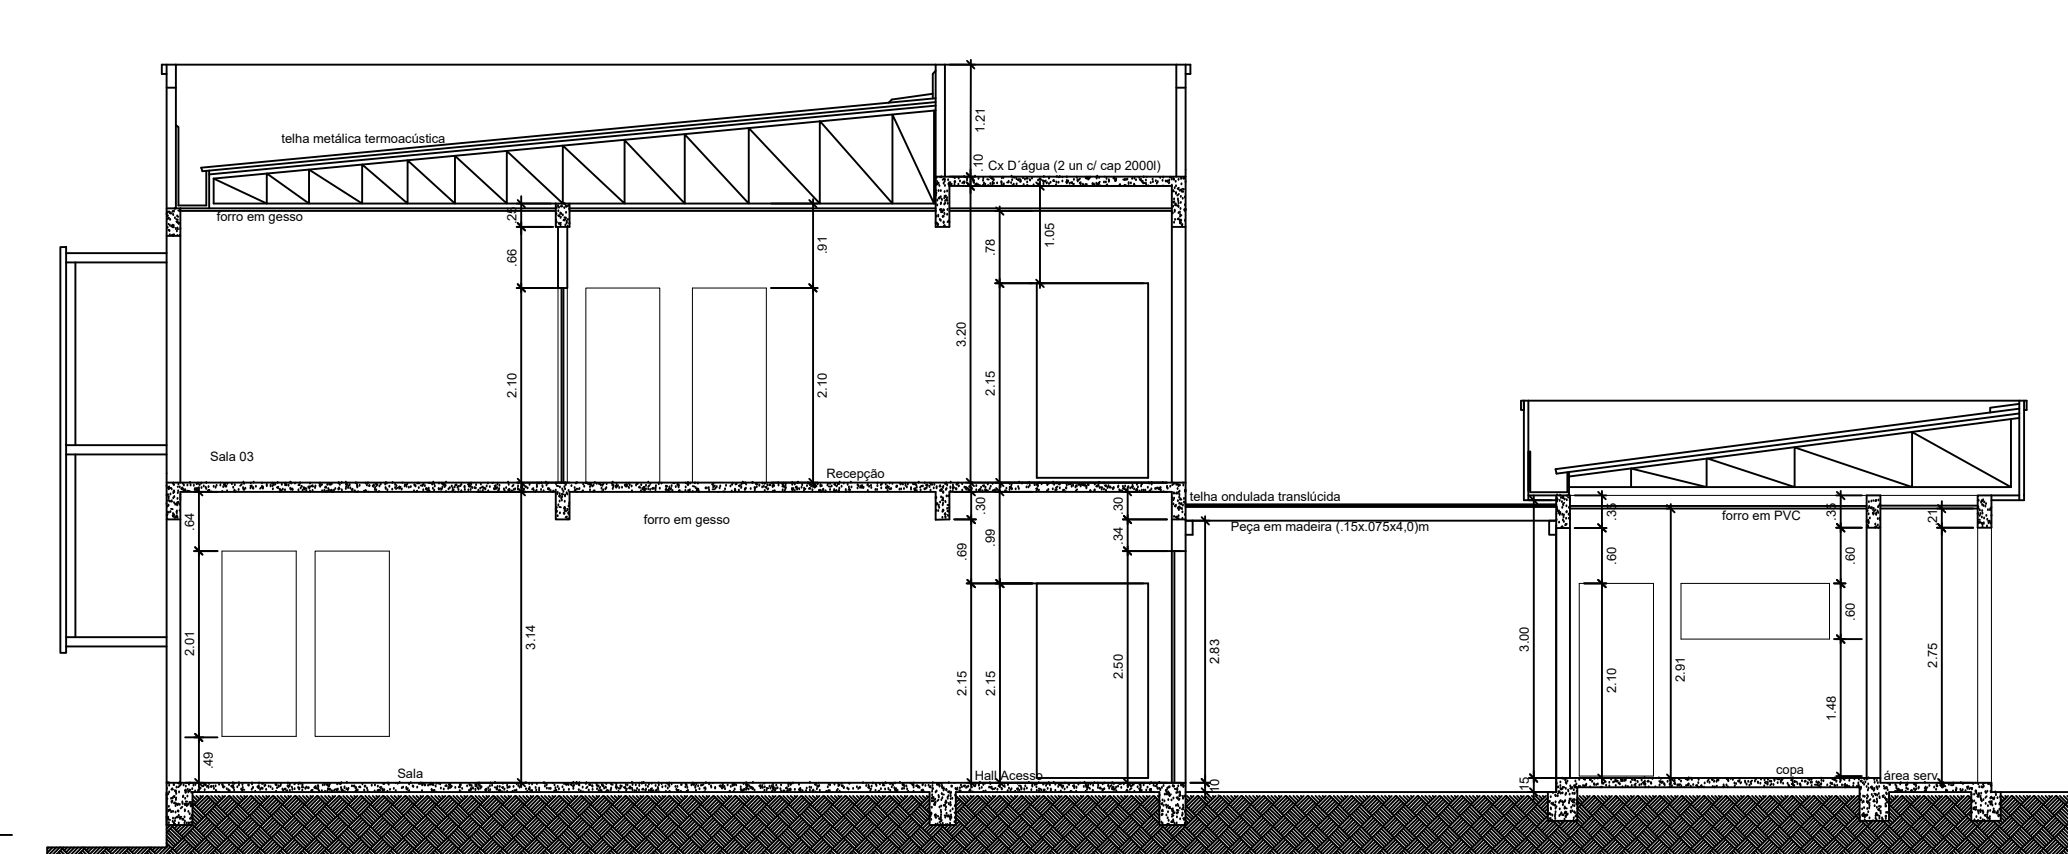 1.21
telha metálica termoacústica
.10
Cx D´água (2 un c/ cap 2000l)
forro em gesso
.25
.66
.91
.78
1.05
3.20
2.10
2.10
2.15
Sala 03
Recepção
telha ondulada translúcida
Peça em madeira (.15x.075x4,0)m
forro em PVC
.64
forro em gesso
.30
.30
.35
.35
.21
.69
.99
.34
.60
.60
.60
2.01
3.14
2.15
2.15
2.50
2.83
3.00
2.10
2.91
1.48
2.75
.49
Sala
Hall Acesso
.10
.15
copa
área serv.